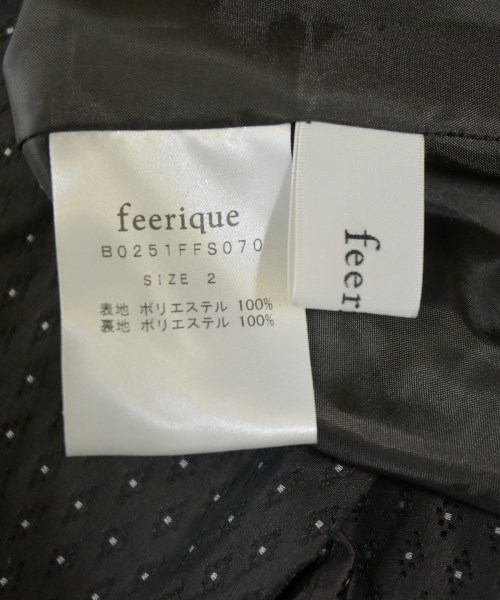 feerique
B0251FFS070
SIZE 2
表地 ポリエステル 100%
裏地 ポリエステル 100%
feer